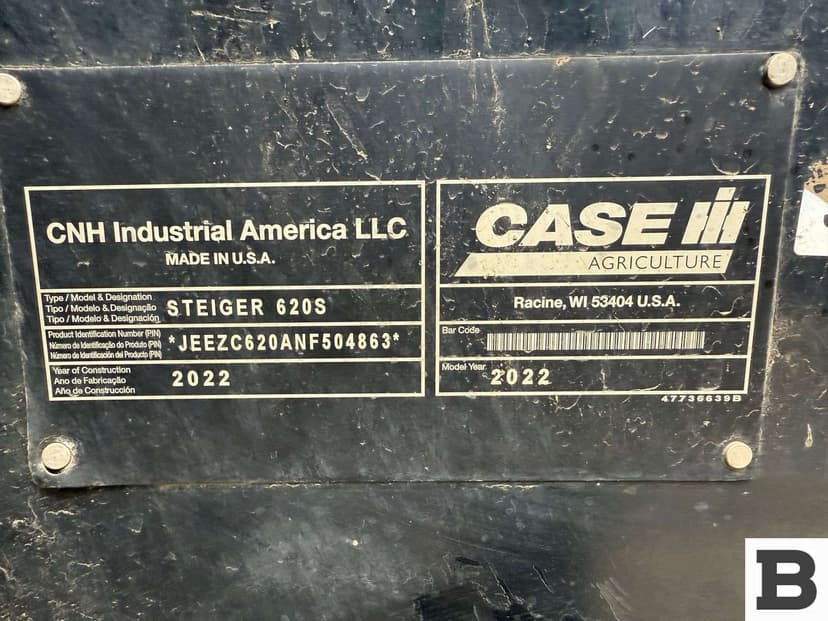 CNH Industrial America LLC
MADE IN U.S.A.
Type / Model & Designation
Tipo / Modelo & Designação
Tipo / Modelo & Designación
STEIGER 620S
Product Identification Number (PIN)
Número de Identificação do Produto (PIN)
Número de Identificación del Producto (PIN)
*JEEZC620ANF504863*
Year of Construction
Ano de Fabricação
Año de Construcción
2022
CASE IH
AGRICULTURE
Racine, WI 53404 U.S.A.
Bar Code
Model Year
2022
47736639B
B